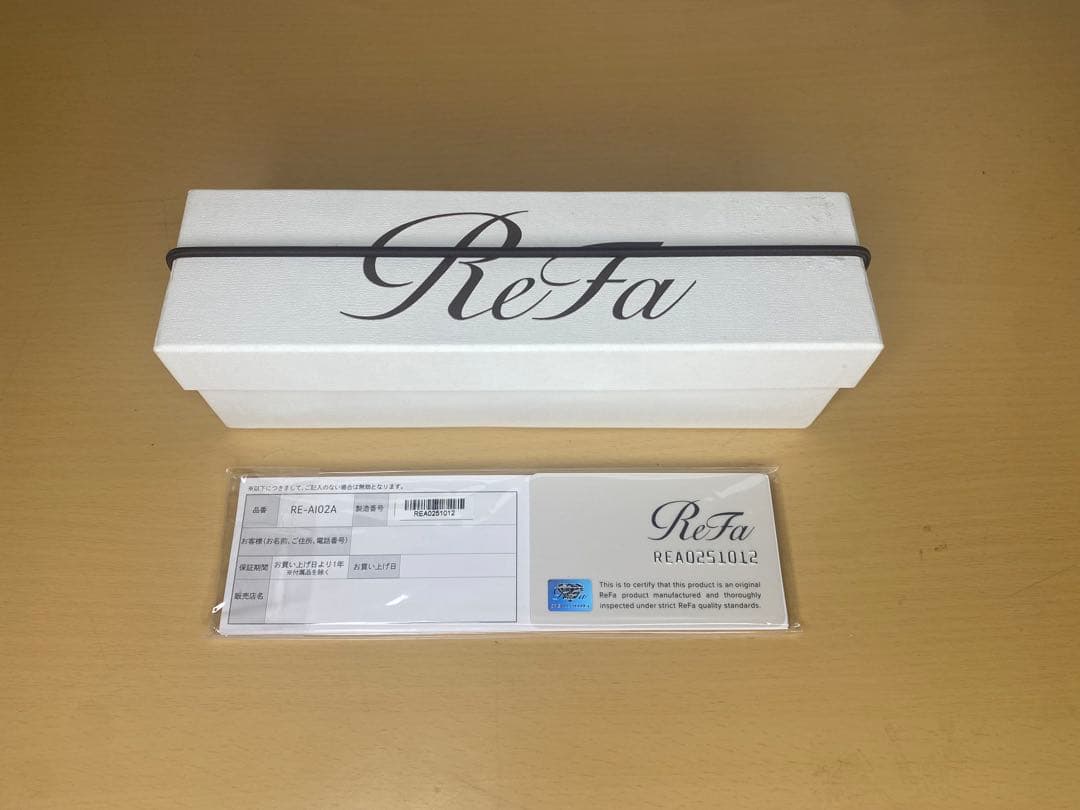 ReFa
※以下につきまして、ご記入のない場合は無効となります。
品番 RE-AI02A 製造番号 REA0251012
お客様(お名前、ご住所、電話番号)
保証期間 お買い上げ日より1年 お買い上げ日
※付属品を除く
販売店名
ReFa
REA0251012
This is to certify that this product is an original
ReFa product manufactured and thoroughly
inspected under strict ReFa quality standards.
ReFa